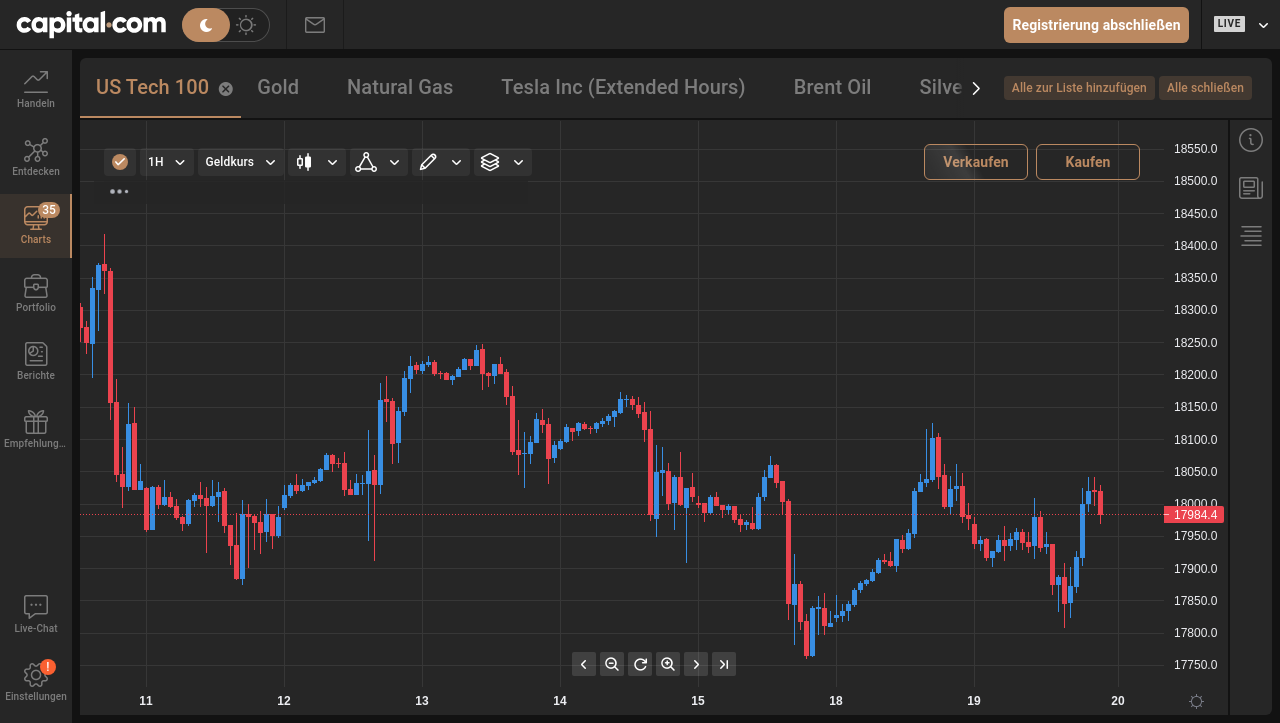 capital.com
Registrierung abschließen
LIVE
Handeln
Entdecken
35
Charts
Portfolio
Berichte
Empfehlung...
Live-Chat
!
Einstellungen
US Tech 100
Gold
Natural Gas
Tesla Inc (Extended Hours)
Brent Oil
Silve
Alle zur Liste hinzufügen
Alle schließen
1H
Geldkurs
Verkaufen
Kaufen
18550.0
18500.0
18450.0
18400.0
18350.0
18300.0
18250.0
18200.0
18150.0
18100.0
18050.0
18000.0
17984.4
17950.0
17900.0
17850.0
17800.0
17750.0
11 12 13 14 15 18 19 20